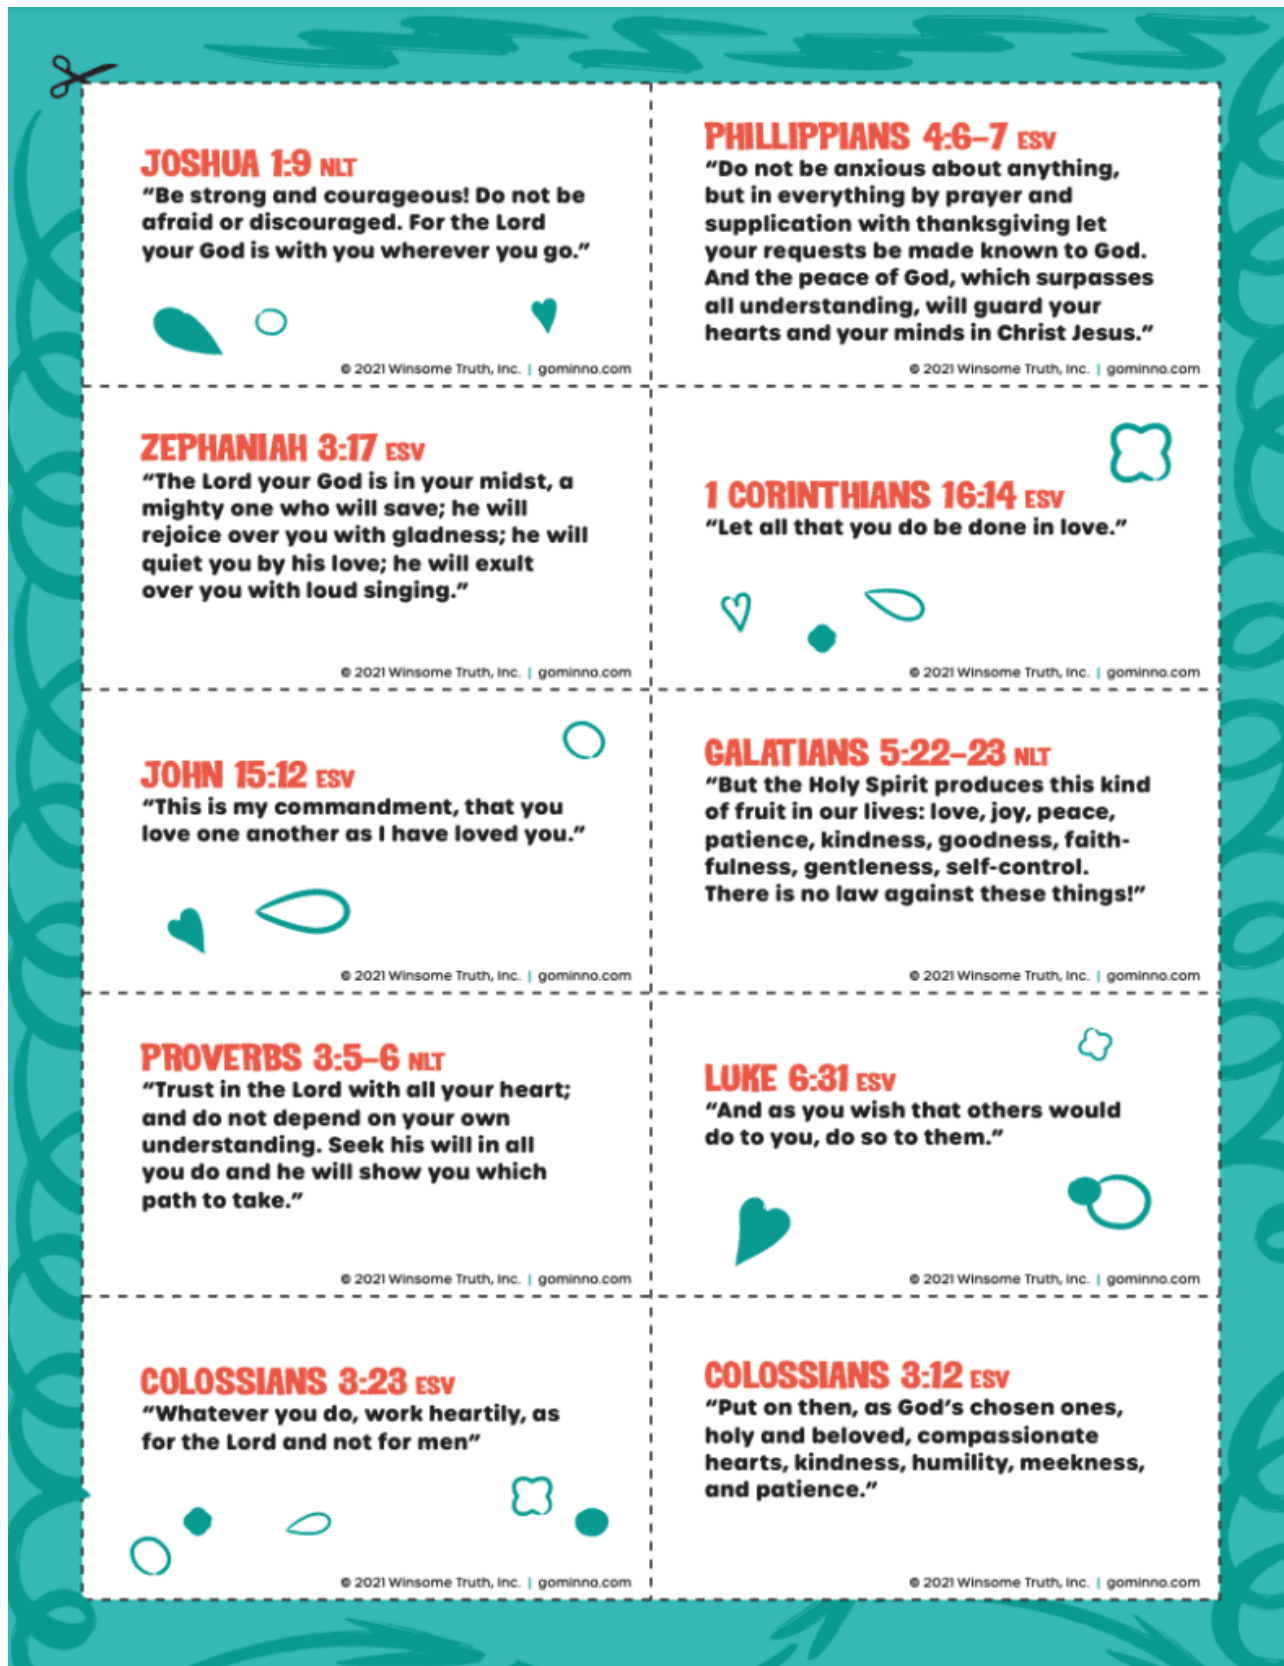 JOSHUA 1:9 NLT
“Be strong and courageous! Do not be
afraid or discouraged. For the Lord
your God is with you wherever you go.”
© 2021 Winsome Truth, Inc. | gominno.com
PHILLIPPIANS 4:6–7 ESV
“Do not be anxious about anything,
but in everything by prayer and
supplication with thanksgiving let
your requests be made known to God.
And the peace of God, which surpasses
all understanding, will guard your
hearts and your minds in Christ Jesus.”
© 2021 Winsome Truth, Inc. | gominno.com
ZEPHANIAH 3:17 ESV
“The Lord your God is in your midst, a
mighty one who will save; he will
rejoice over you with gladness; he will
quiet you by his love; he will exult
over you with loud singing.”
© 2021 Winsome Truth, Inc. | gominno.com
1 CORINTHIANS 16:14 ESV
“Let all that you do be done in love.”
© 2021 Winsome Truth, Inc. | gominno.com
JOHN 15:12 ESV
“This is my commandment, that you
love one another as I have loved you.”
© 2021 Winsome Truth, Inc. | gominno.com
GALATIANS 5:22–23 NLT
“But the Holy Spirit produces this kind
of fruit in our lives: love, joy, peace,
patience, kindness, goodness, faith-
fulness, gentleness, self-control.
There is no law against these things!”
© 2021 Winsome Truth, Inc. | gominno.com
PROVERBS 3:5–6 NLT
“Trust in the Lord with all your heart;
and do not depend on your own
understanding. Seek his will in all
you do and he will show you which
path to take.”
© 2021 Winsome Truth, Inc. | gominno.com
LUKE 6:31 ESV
“And as you wish that others would
do to you, do so to them.”
© 2021 Winsome Truth, Inc. | gominno.com
COLOSSIANS 3:23 ESV
“Whatever you do, work heartily, as
for the Lord and not for men”
© 2021 Winsome Truth, Inc. | gominno.com
COLOSSIANS 3:12 ESV
“Put on then, as God’s chosen ones,
holy and beloved, compassionate
hearts, kindness, humility, meekness,
and patience.”
© 2021 Winsome Truth, Inc. | gominno.com